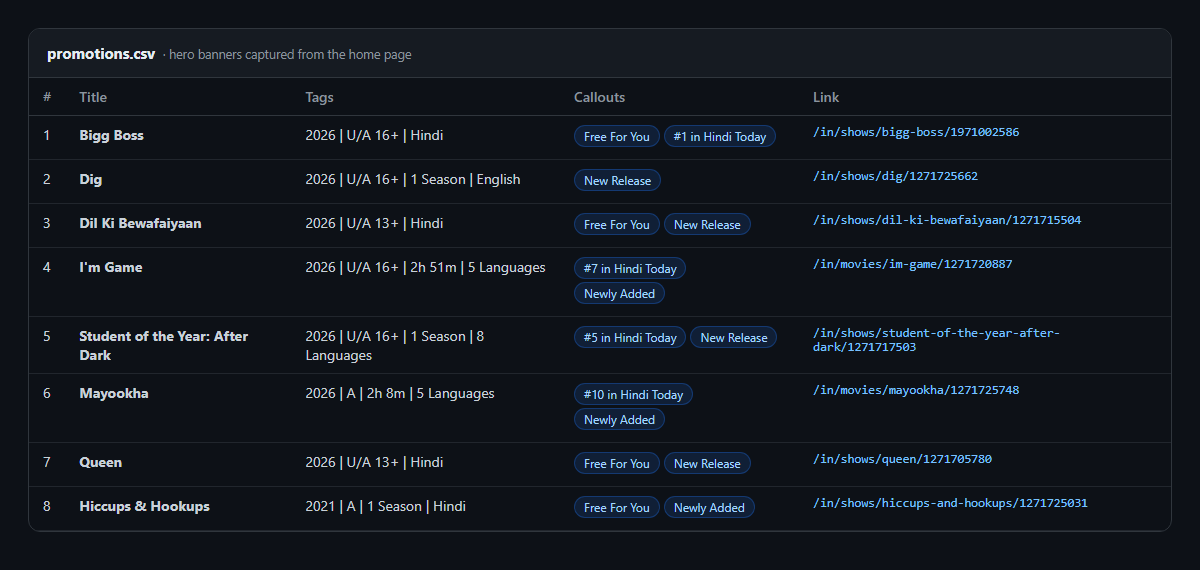 promotions.csv · hero banners captured from the home page
# Title Tags Callouts Link
1 Bigg Boss 2026 | U/A 16+ | Hindi Free For You #1 in Hindi Today /in/shows/bigg-boss/1971002586
2 Dig 2026 | U/A 16+ | 1 Season | English New Release /in/shows/dig/1271725662
3 Dil Ki Bewafaiyaan 2026 | U/A 13+ | Hindi Free For You New Release /in/shows/dil-ki-bewafaiyaan/1271715504
4 I'm Game 2026 | U/A 16+ | 2h 51m | 5 Languages #7 in Hindi Today /in/movies/im-game/1271720887
Newly Added
5 Student of the Year: After 2026 | U/A 16+ | 1 Season | 8 #5 in Hindi Today New Release /in/shows/student-of-the-year-after-
Dark Languages dark/1271717503
6 Mayookha 2026 | A | 2h 8m | 5 Languages #10 in Hindi Today /in/movies/mayookha/1271725748
Newly Added
7 Queen 2026 | U/A 13+ | Hindi Free For You New Release /in/shows/queen/1271705780
8 Hiccups & Hookups 2021 | A | 1 Season | Hindi Free For You Newly Added /in/shows/hiccups-and-hookups/1271725031